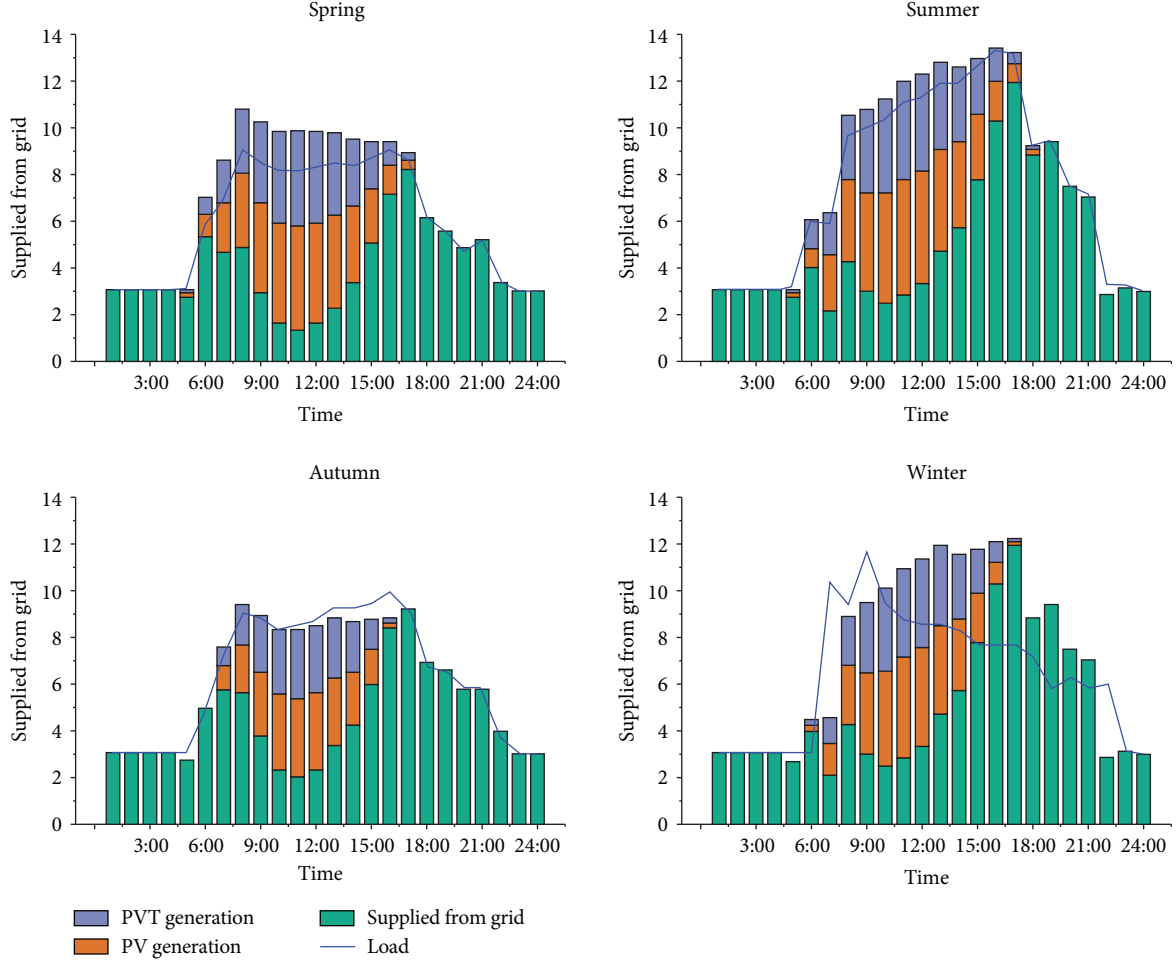 Spring
14
12
10
8
6
4
2
0
Supplied from grid
3:00 6:00 9:00 12:00 15:00 18:00 21:00 24:00
Time
Summer
14
12
10
8
6
4
2
0
Supplied from grid
3:00 6:00 9:00 12:00 15:00 18:00 21:00 24:00
Time
Autumn
14
12
10
8
6
4
2
0
Supplied from grid
3:00 6:00 9:00 12:00 15:00 18:00 21:00 24:00
Time
Winter
14
12
10
8
6
4
2
0
Supplied from grid
3:00 6:00 9:00 12:00 15:00 18:00 21:00 24:00
Time
PVT generation
PV generation
Supplied from grid
Load